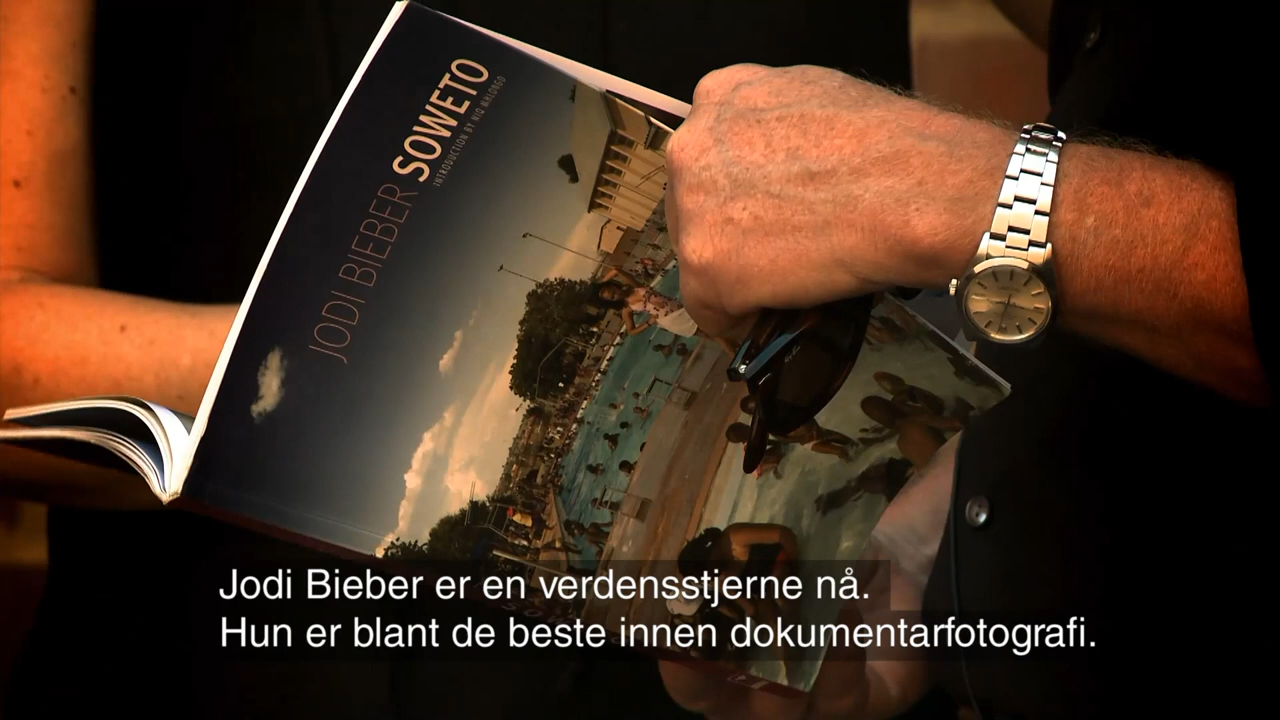 JODI BIEBER SOWETO
INTRODUCTION BY NIQ MHLONGO
Jodi Bieber er en verdensstjerne nå.
Hun er blant de beste innen dokumentarfotografi.